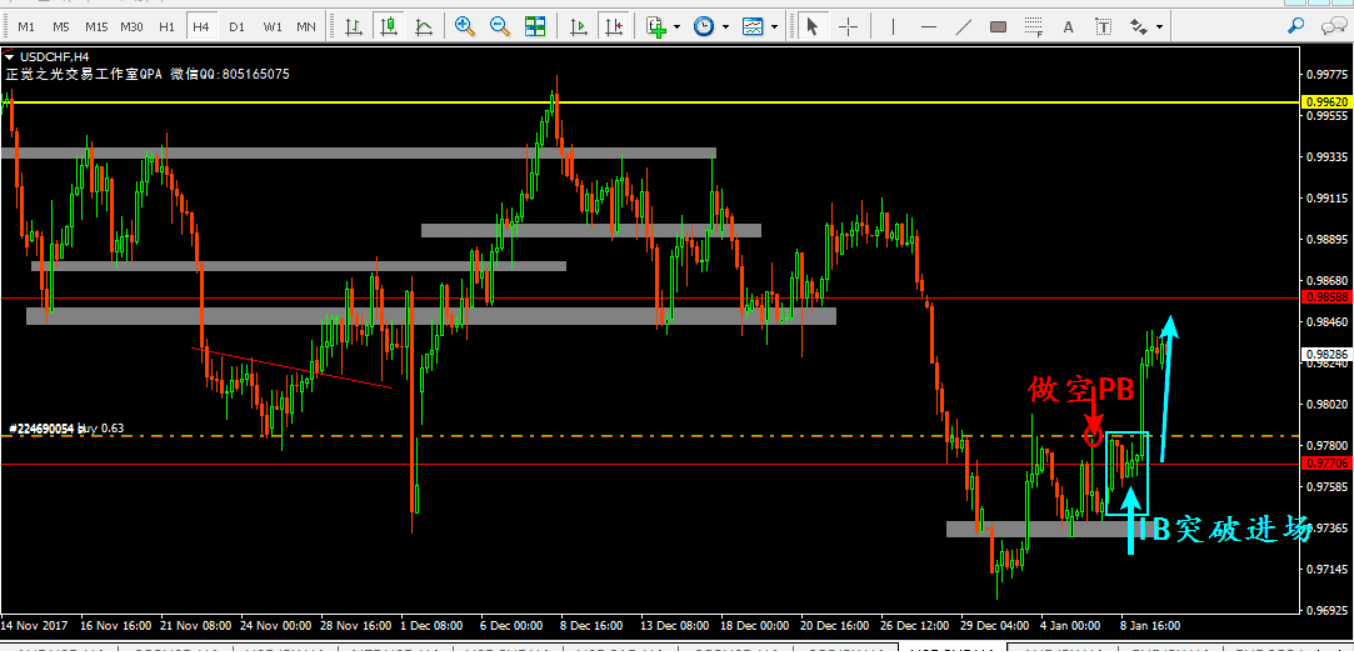 M1 M5 M15 M30 H1 H4 D1 W1 MN
F A T
USDCHF,H4
正觉之光交易工作室QPA 微信QQ:805165075
0.99775
0.99620
0.99555
0.99335
0.99115
0.98895
0.98680
0.98588
0.98460
0.98286
0.98240
做空PB
0.98020
#224690054 buy 0.63
0.97800
0.97706
0.97585
IB突破进场
0.97365
0.97145
0.96925
14 Nov 2017 16 Nov 16:00 21 Nov 08:00 24 Nov 00:00 28 Nov 16:00 1 Dec 08:00 6 Dec 00:00 8 Dec 16:00 13 Dec 08:00 18 Dec 00:00 20 Dec 16:00 26 Dec 12:00 29 Dec 04:00 4 Jan 00:00 8 Jan 16:00